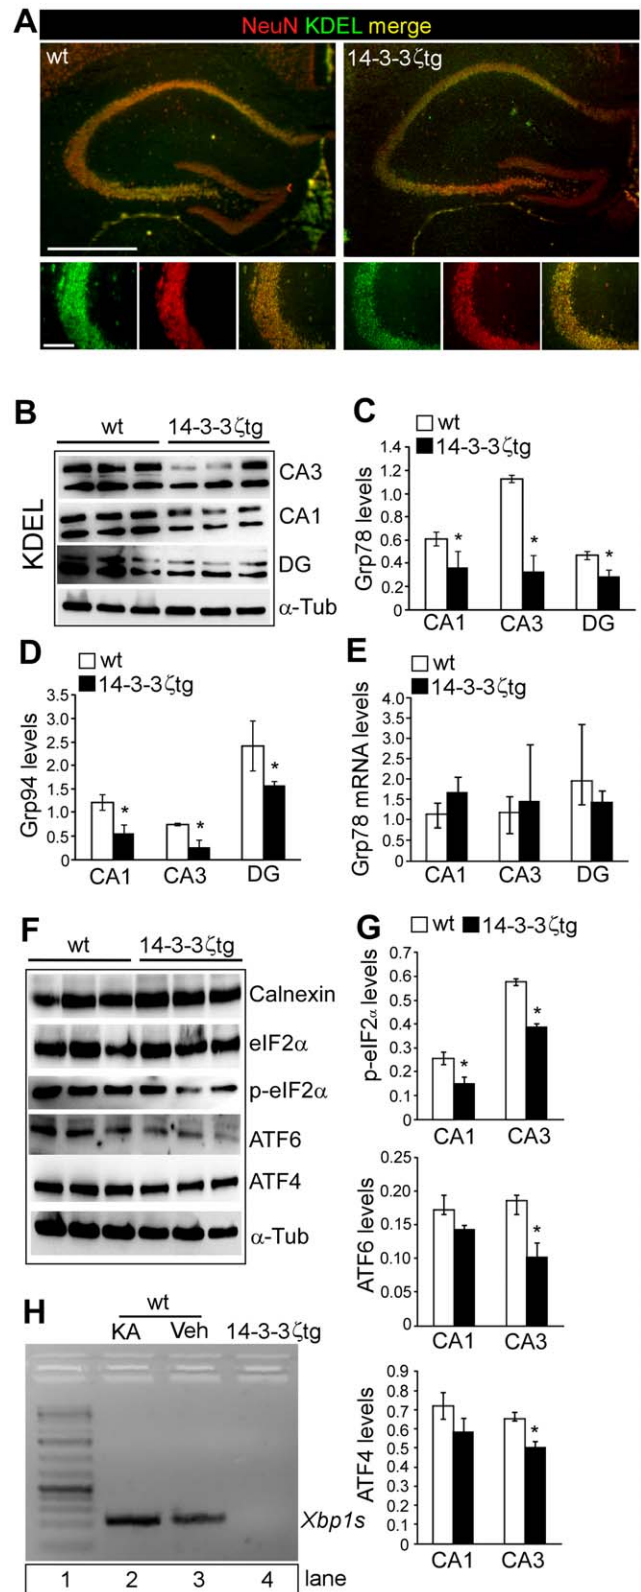 A
NeuN KDEL merge
wt
14-3-3ζtg
B
wt 14-3-3ζtg
KDEL
CA3
CA1
DG
α-Tub
C
wt
14-3-3ζtg
Grp78 levels
1.4
1.2
1.0
0.8
0.6
0.4
0.2
0
* * *
CA1 CA3 DG
D
wt
14-3-3ζtg
Grp94 levels
3.5
3.0
2.5
2.0
1.5
1.0
0.5
0
* * *
CA1 CA3 DG
E
wt
14-3-3ζtg
Grp78 mRNA levels
4.0
3.5
3.0
2.5
2.0
1.5
1.0
0.5
0
CA1 CA3 DG
F
wt 14-3-3ζtg
Calnexin
eIF2α
p-eIF2α
ATF6
ATF4
α-Tub
G
wt 14-3-3ζtg
p-eIF2α levels
0.7
0.6
0.5
0.4
0.3
0.2
0.1
0
* *
CA1 CA3
ATF6 levels
0.25
0.20
0.15
0.10
0.05
0
*
CA1 CA3
ATF4 levels
0.9
0.8
0.7
0.6
0.5
0.4
0.3
0.2
0.1
0
*
CA1 CA3
H
wt
KA Veh 14-3-3ζtg
Xbp1s
1 2 3 4 lane